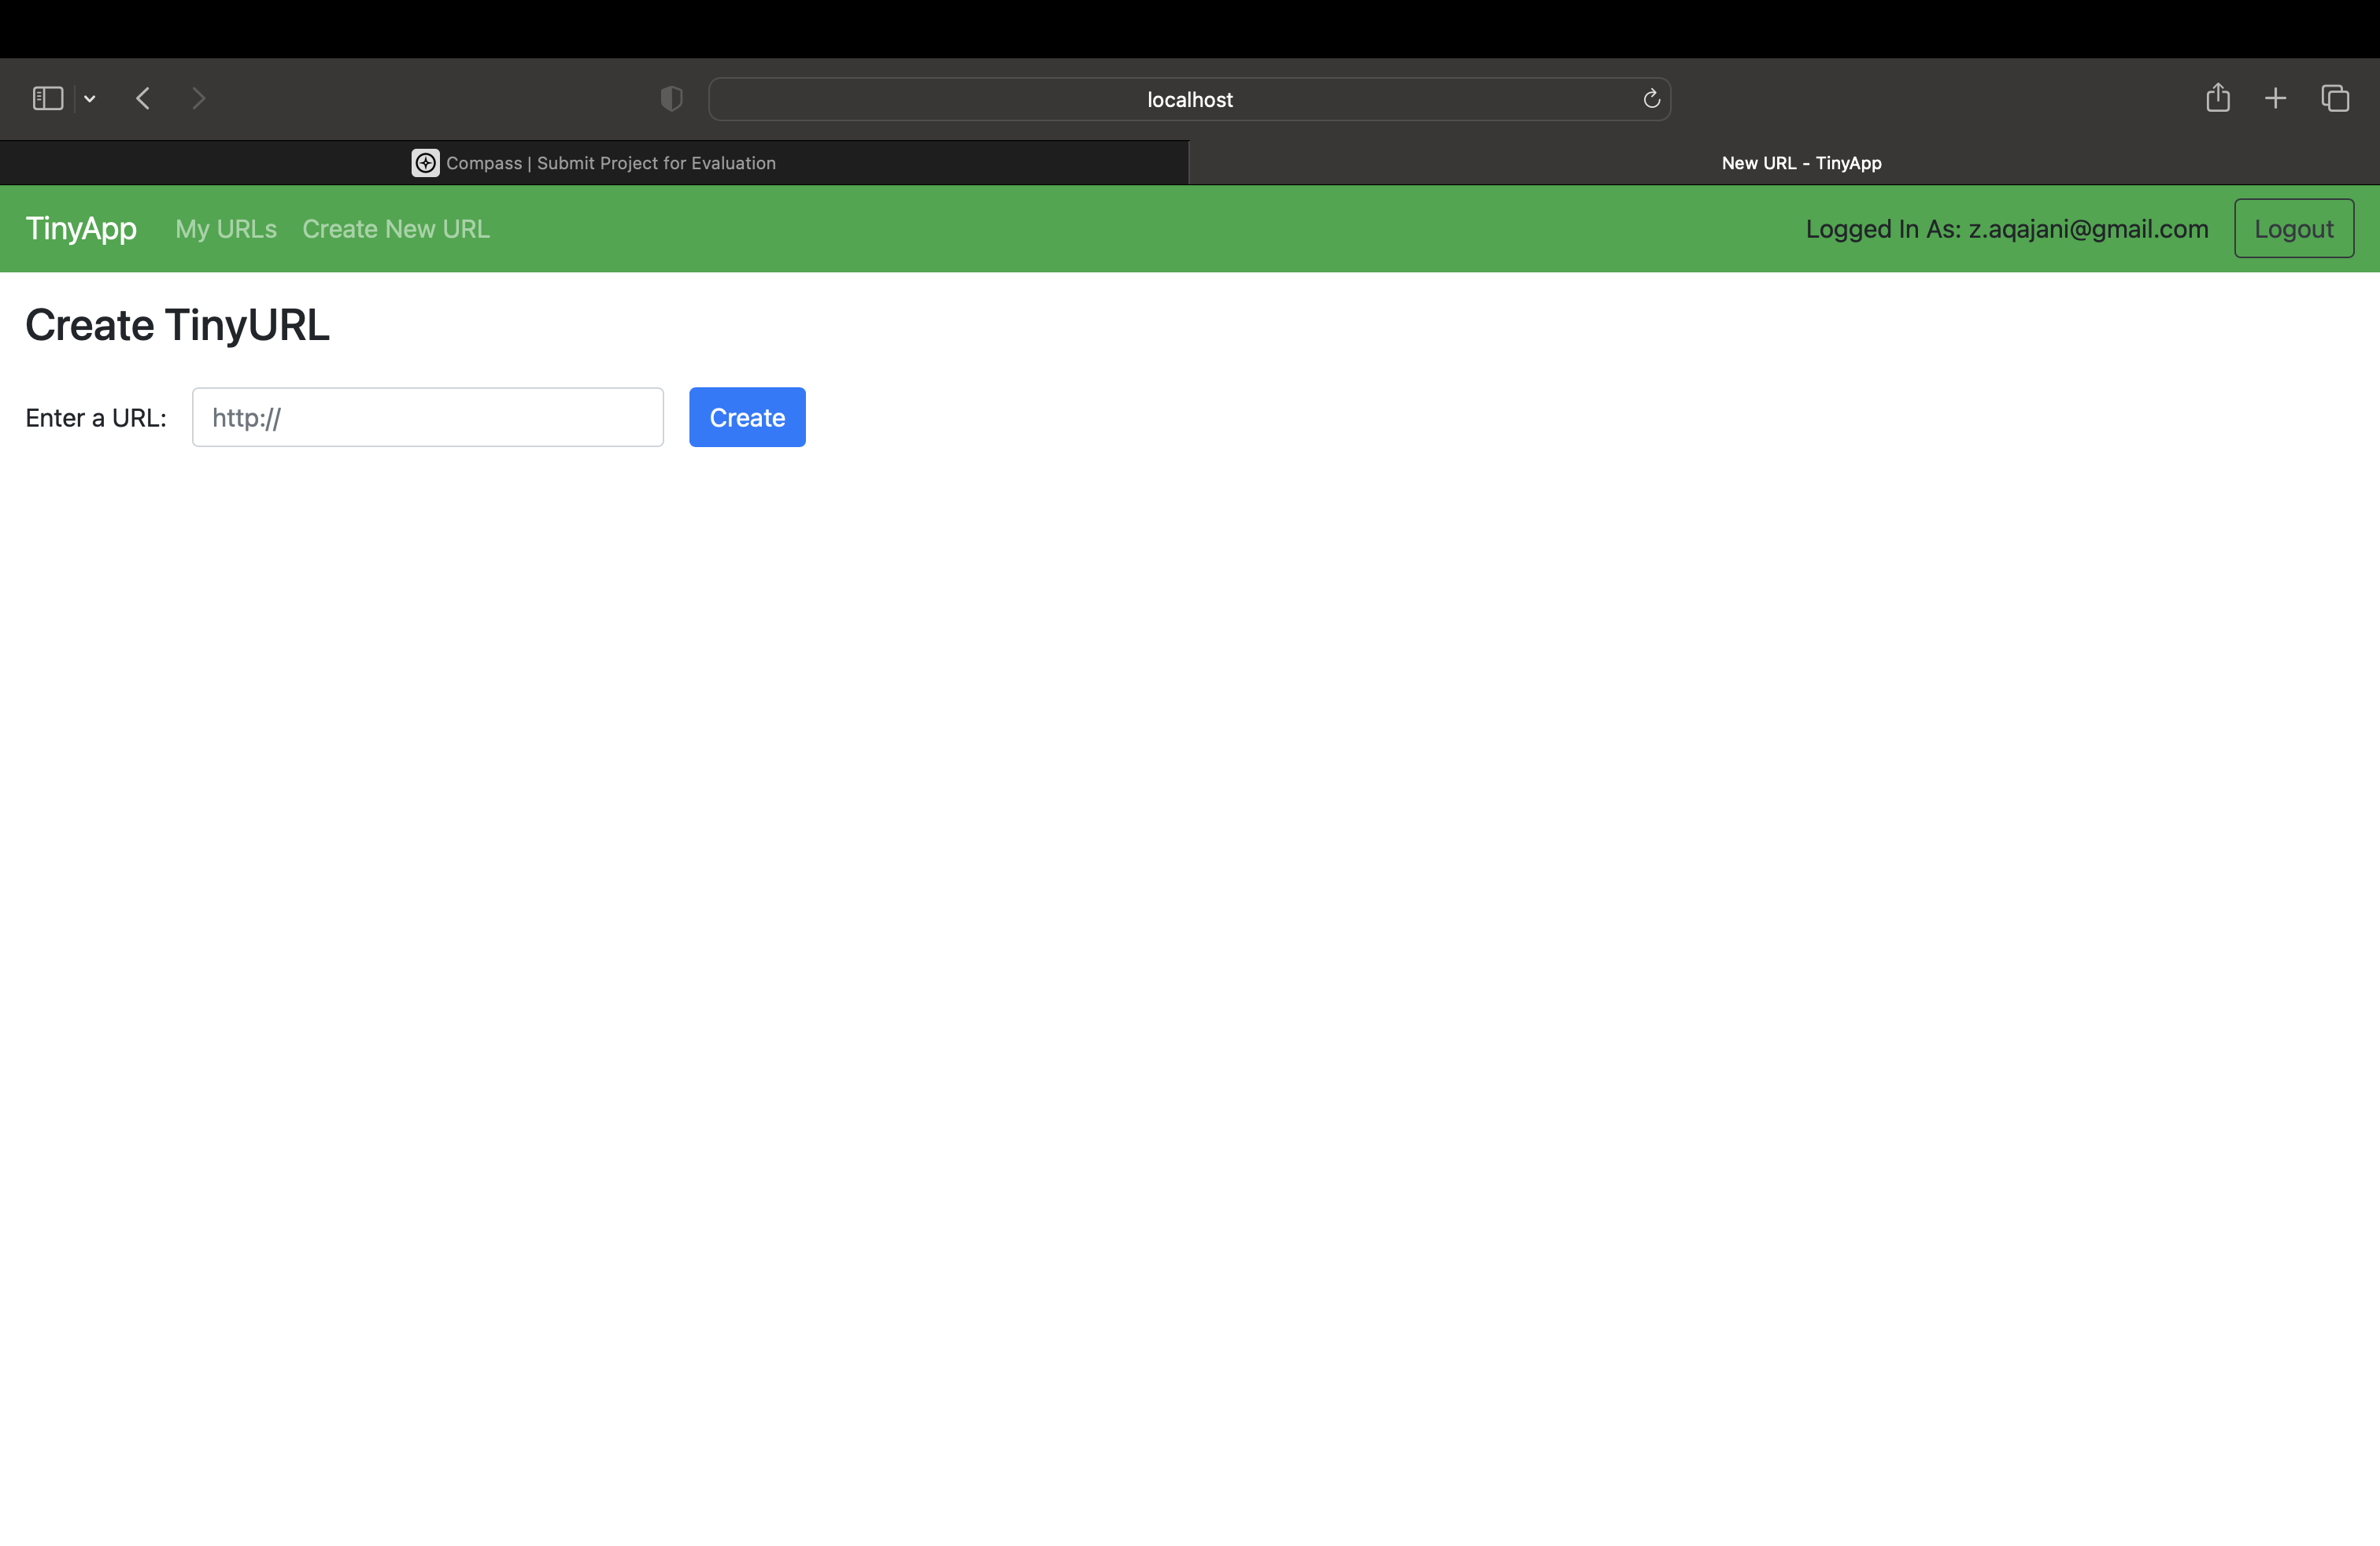 localhost
Compass | Submit Project for Evaluation
New URL - TinyApp
TinyApp My URLs Create New URL Logged In As: z.aqajani@gmail.com Logout
Create TinyURL
Enter a URL: http:// Create